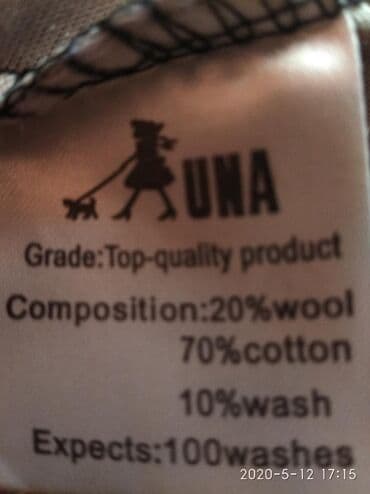 UNA
Grade:Top-quality product
Composition:20%wool
70%cotton
10%wash
Expects:100washes
2020-5-12 17:15